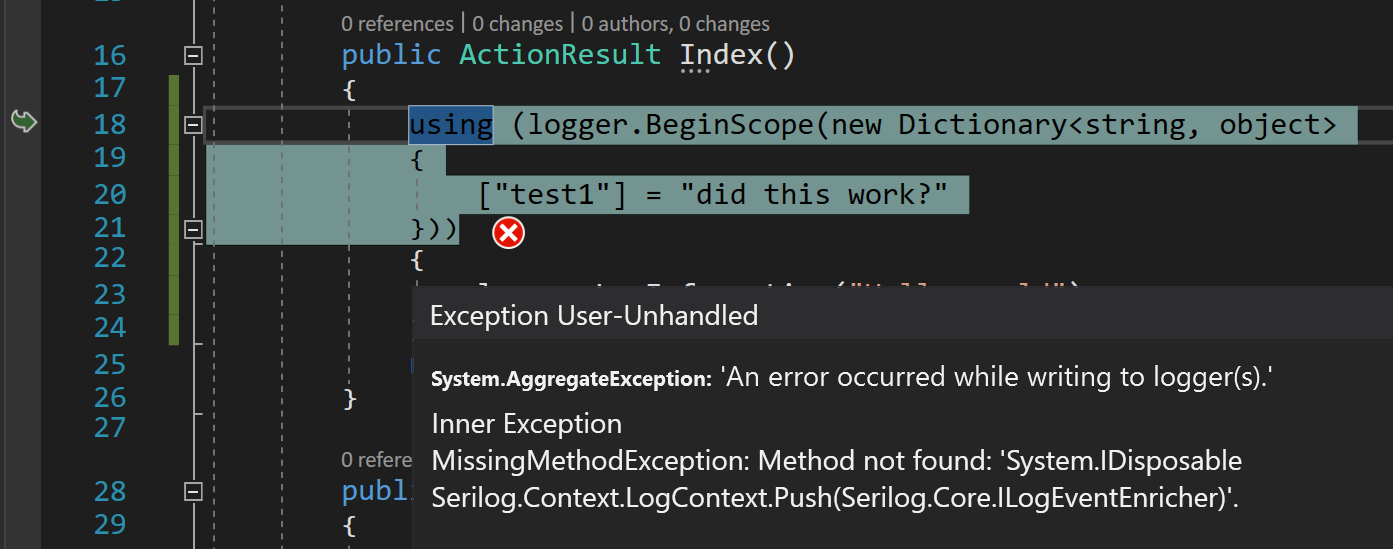 0 references | 0 changes | 0 authors, 0 changes
16 public ActionResult Index()
17 {
18 using (logger.BeginScope(new Dictionary<string, object>
19 {
20 ["test1"] = "did this work?"
21 }))
22 {
23
24
Exception User-Unhandled
25
System.AggregateException: 'An error occurred while writing to logger(s).'
26 }
Inner Exception
27
0 refere
MissingMethodException: Method not found: 'System.IDisposable
28 publ
Serilog.Context.LogContext.Push(Serilog.Core.ILogEventEnricher)'.
29 {